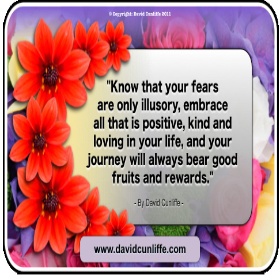 © Copyright: David Cunliffe 2011
"Know that your fears
are only illusory, embrace
all that is positive, kind and
loving in your life, and your
journey will always bear good
fruits and rewards."
- By David Cunliffe -
www.davidcunliffe.com